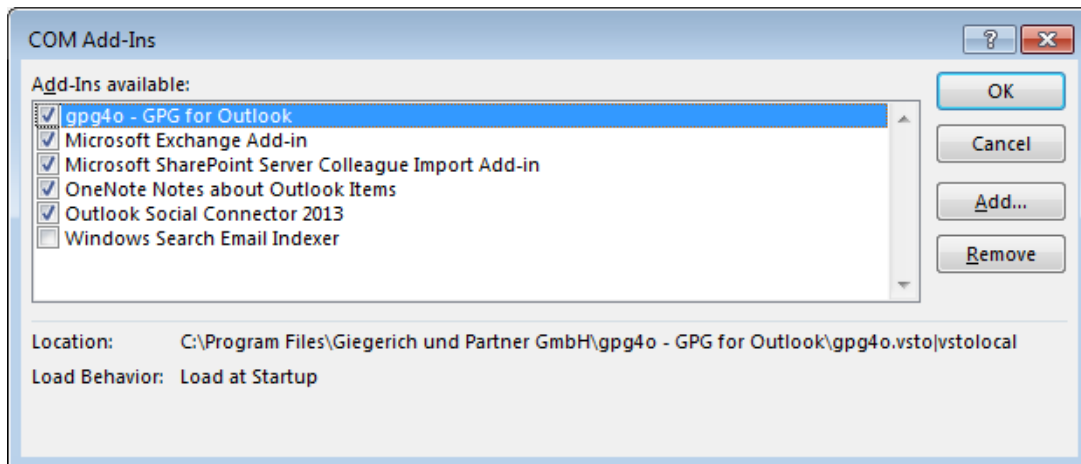 COM Add-Ins
Add-Ins available:
gpg4o - GPG for Outlook
Microsoft Exchange Add-in
Microsoft SharePoint Server Colleague Import Add-in
OneNote Notes about Outlook Items
Outlook Social Connector 2013
Windows Search Email Indexer
OK
Cancel
Add...
Remove
Location: C:\Program Files\Giegerich und Partner GmbH\gpg4o - GPG for Outlook\gpg4o.vsto|vstolocal
Load Behavior: Load at Startup